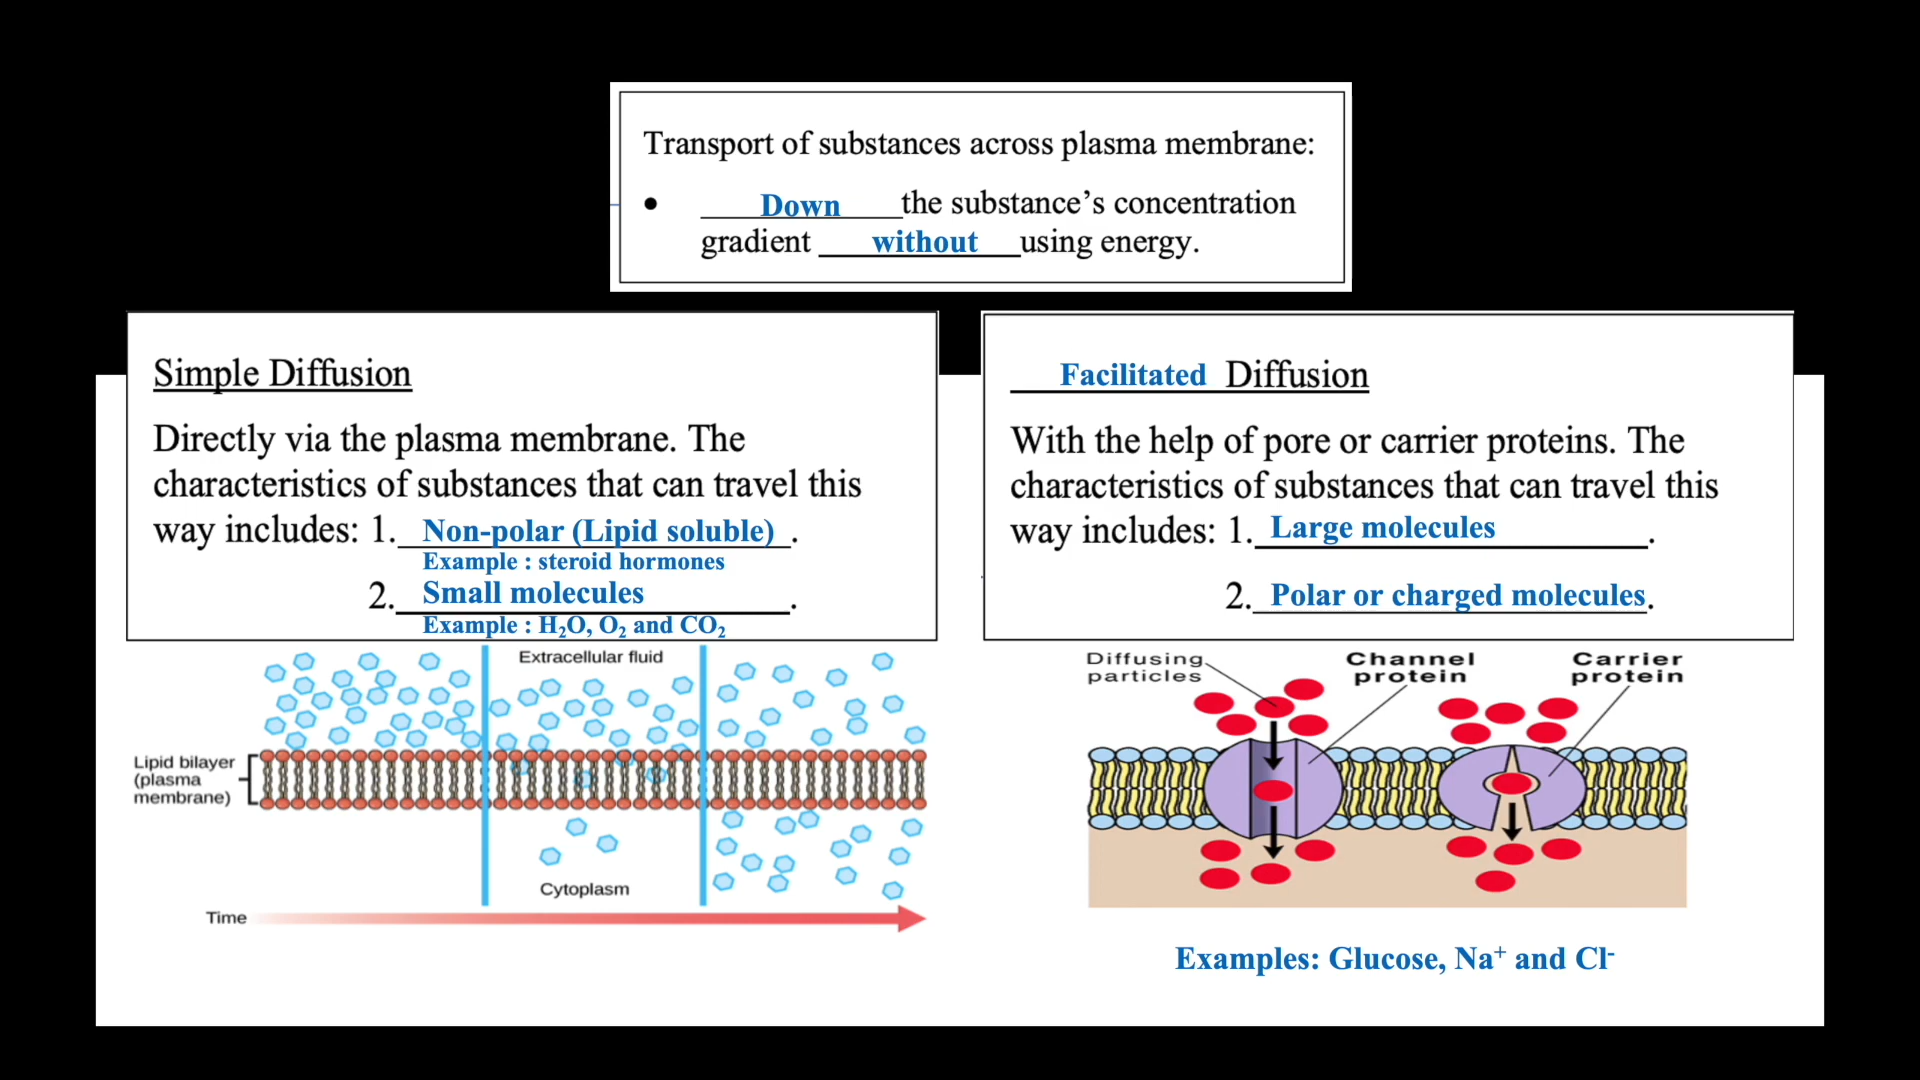 Transport of substances across plasma membrane:
• Down the substance’s concentration
gradient without using energy.
Simple Diffusion
Directly via the plasma membrane. The
characteristics of substances that can travel this
way includes: 1. Non-polar (Lipid soluble).
Example : steroid hormones
2. Small molecules.
Example : H₂O, O₂ and CO₂
Extracellular fluid
Lipid bilayer
(plasma
membrane)
Cytoplasm
Time
Facilitated Diffusion
With the help of pore or carrier proteins. The
characteristics of substances that can travel this
way includes: 1. Large molecules.
2. Polar or charged molecules.
Diffusing
particles
Channel
protein
Carrier
protein
Examples: Glucose, Na⁺ and Cl⁻